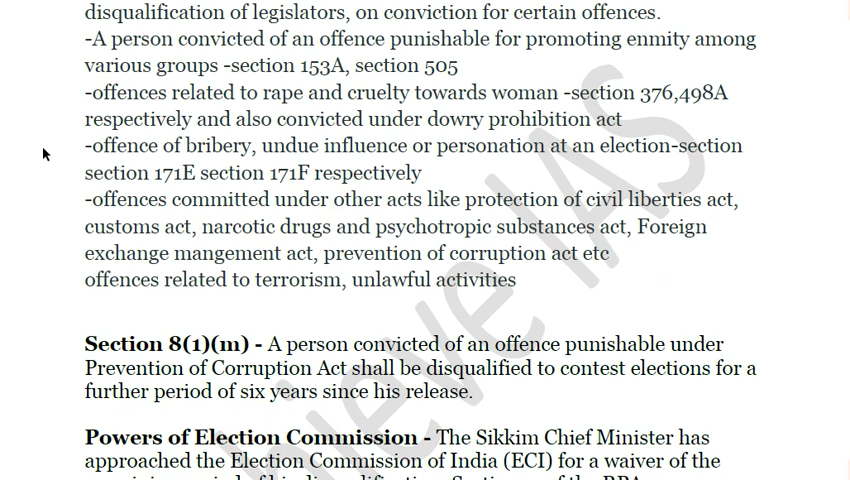 disqualification of legislators, on conviction for certain offences.
-A person convicted of an offence punishable for promoting enmity among
various groups -section 153A, section 505
-offences related to rape and cruelty towards woman -section 376,498A
respectively and also convicted under dowry prohibition act
-offence of bribery, undue influence or personation at an election-section
section 171E section 171F respectively
-offences committed under other acts like protection of civil liberties act,
customs act, narcotic drugs and psychotropic substances act, Foreign
exchange mangement act, prevention of corruption act etc
offences related to terrorism, unlawful activities
Section 8(1)(m) - A person convicted of an offence punishable under
Prevention of Corruption Act shall be disqualified to contest elections for a
further period of six years since his release.
Powers of Election Commission - The Sikkim Chief Minister has
approached the Election Commission of India (ECI) for a waiver of the